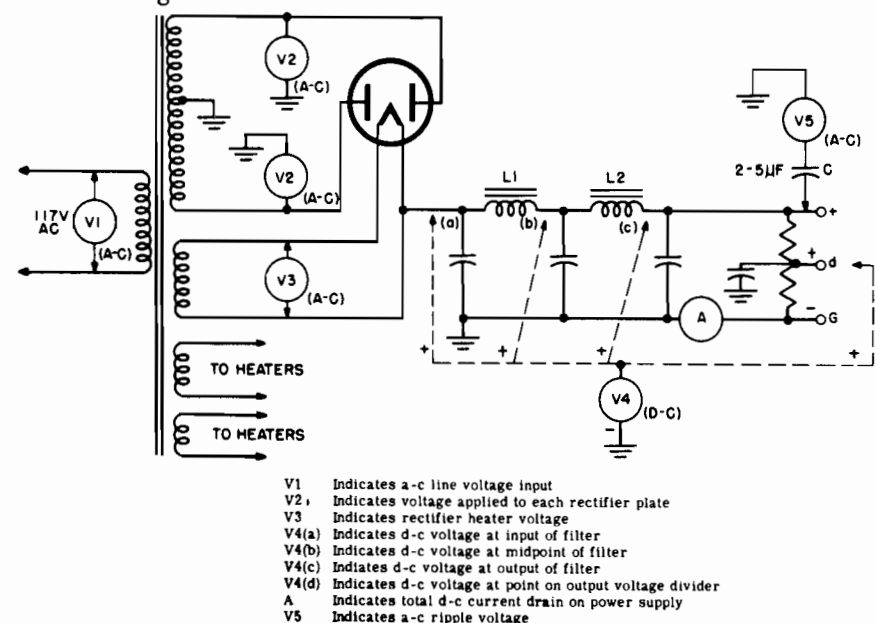 V2
(A-C)
V5
(A-C)
V2
(A-C)
2-5µF C
L1
L2
117V
AC
V1
(A-C)
(a)
(b)
(c)
+
+
d
V3
(A-C)
A
-
G
+
+
+
+
TO HEATERS
V4
(D-C)
-
TO HEATERS
V1 Indicates a-c line voltage input
V2, Indicates voltage applied to each rectifier plate
V3 Indicates rectifier heater voltage
V4(a) Indicates d-c voltage at input of filter
V4(b) Indicates d-c voltage at midpoint of filter
V4(c) Indiates d-c voltage at output of filter
V4(d) Indicates d-c voltage at point on output voltage divider
A Indicates total d-c current drain on power supply
V5 Indicates a-c ripple voltage